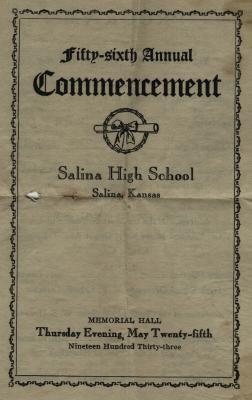 Fifty-sixth Annual
Commencement
Salina High School
Salina, Kansas
MEMORIAL HALL
Thursday Evening, May Twenty-fifth
Nineteen Hundred Thirty-three